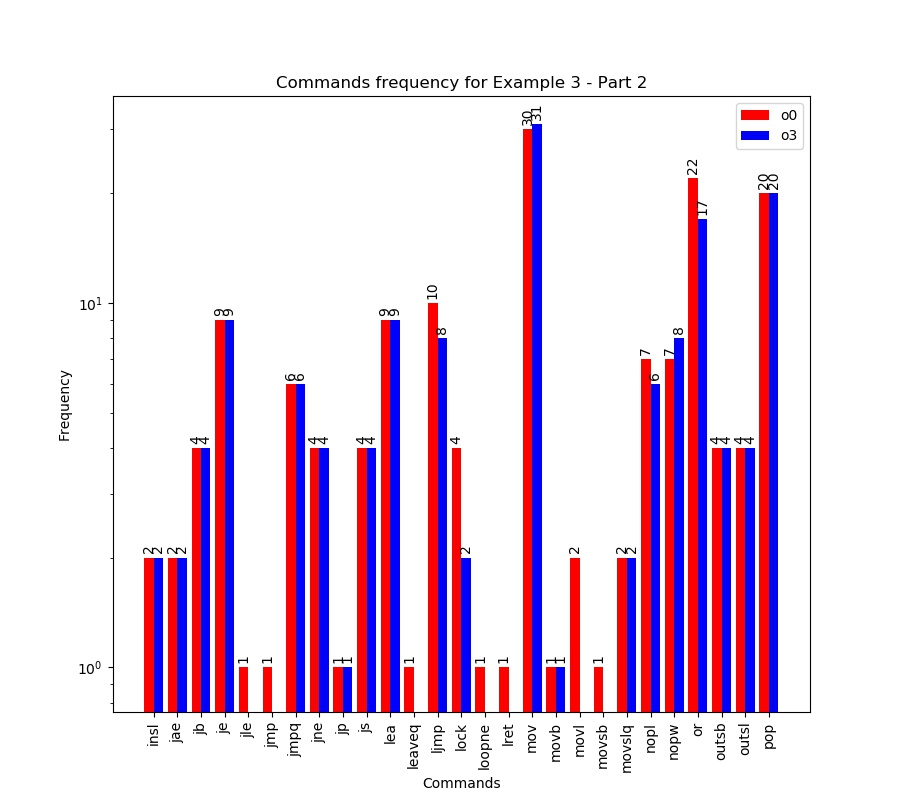 Commands frequency for Example 3 - Part 2
o0
o3
Frequency
10¹
10⁰
2 2 2 2 4 4 9 9 1 1 6 6 4 4 1 1 4 4 9 9 1 10 8 4 2 1 1 30 31 1 1 2 1 2 2 7 6 7 8 22 17 4 4 4 4 20 20
insl jae jb je jle jmp jmpq jne jp js lea leaveq ljmp lock loopne lret mov movb movl movsb movslq nopl nopw or outsb outsl pop
Commands